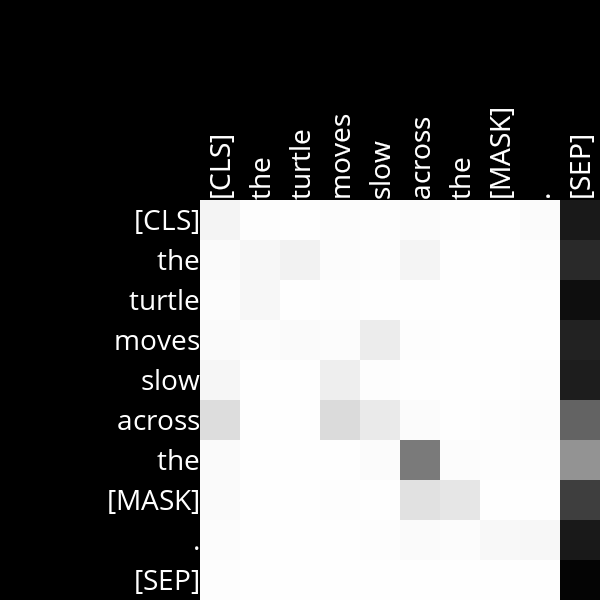 [CLS] the turtle moves slow across the [MASK] . [SEP]
[CLS]
the
turtle
moves
slow
across
the
[MASK]
.
[SEP]